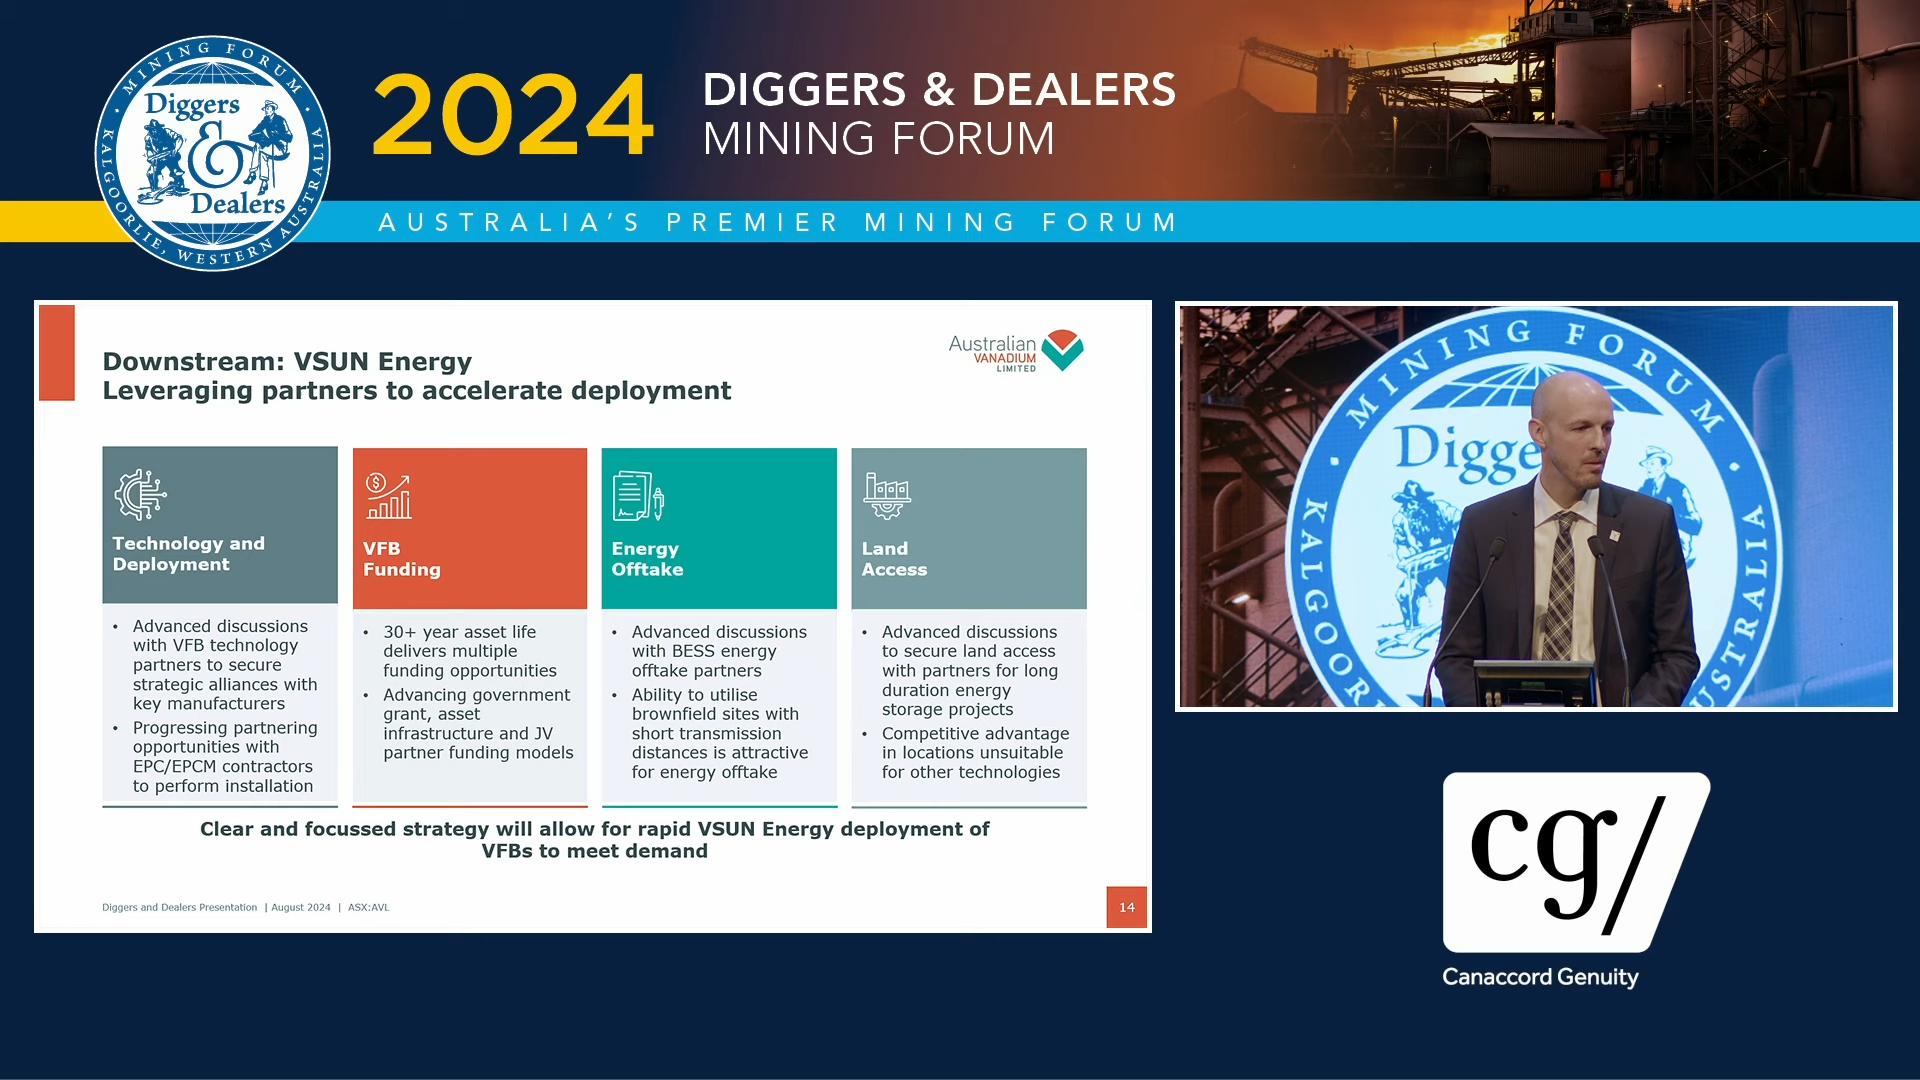 MINING FORUM
Diggers
&
Dealers
KALGOORLIE, WESTERN AUSTRALIA
2024
DIGGERS & DEALERS
MINING FORUM
AUSTRALIA'S PREMIER MINING FORUM
Downstream: VSUN Energy
Leveraging partners to accelerate deployment
Australian
VANADIUM
LIMITED
Technology and
Deployment
• Advanced discussions
with VFB technology
partners to secure
strategic alliances with
key manufacturers
• Progressing partnering
opportunities with
EPC/EPCM contractors
to perform installation
VFB
Funding
• 30+ year asset life
delivers multiple
funding opportunities
• Advancing government
grant, asset
infrastructure and JV
partner funding models
Energy
Offtake
• Advanced discussions
with BESS energy
offtake partners
• Ability to utilise
brownfield sites with
short transmission
distances is attractive
for energy offtake
Land
Access
• Advanced discussions
to secure land access
with partners for long
duration energy
storage projects
• Competitive advantage
in locations unsuitable
for other technologies
Clear and focussed strategy will allow for rapid VSUN Energy deployment of
VFBs to meet demand
Diggers and Dealers Presentation | August 2024 | ASX:AVL
14
MINING FORUM
Digge
KALGOOR
USTRALIA
cg/
Canaccord Genuity